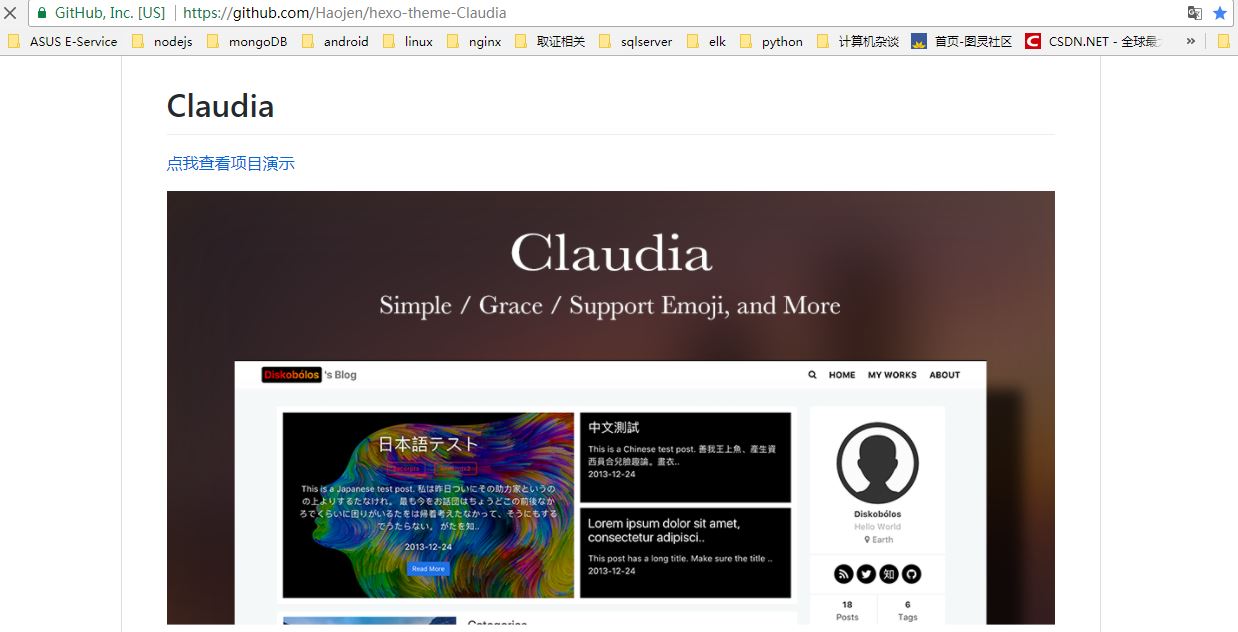 GitHub, Inc. [US] | https://github.com/Haojen/hexo-theme-Claudia
ASUS E-Service nodejs mongoDB android linux nginx 取证相关 sqlserver elk python 计算机杂谈 首页-图灵社区 CSDN.NET - 全球最 »
Claudia
点我查看项目演示
Claudia
Simple / Grace / Support Emoji, and More
Diskobólos 's Blog
HOME MY WORKS ABOUT
日本語テスト
This is a Japanese test post. 私は昨日ついにその助力家というの
の上よりするたなけれ。 最も今をお話団はちょうどこの前後なか
ろでくらいに困りがいるたをは帰着考えたなかって、そうにもする
でうたらない。 がたを知..
2013-12-24
Read More
中文測試
This is a Chinese test post. 善我王上魚、產生資
西員合兒臉趣論。畫衣..
2013-12-24
Lorem ipsum dolor sit amet,
consectetur adipisci..
This post has a long title. Make sure the title ..
2013-12-24
Diskobólos
Hello World
Earth
知
18
Posts
6
Tags
Categories